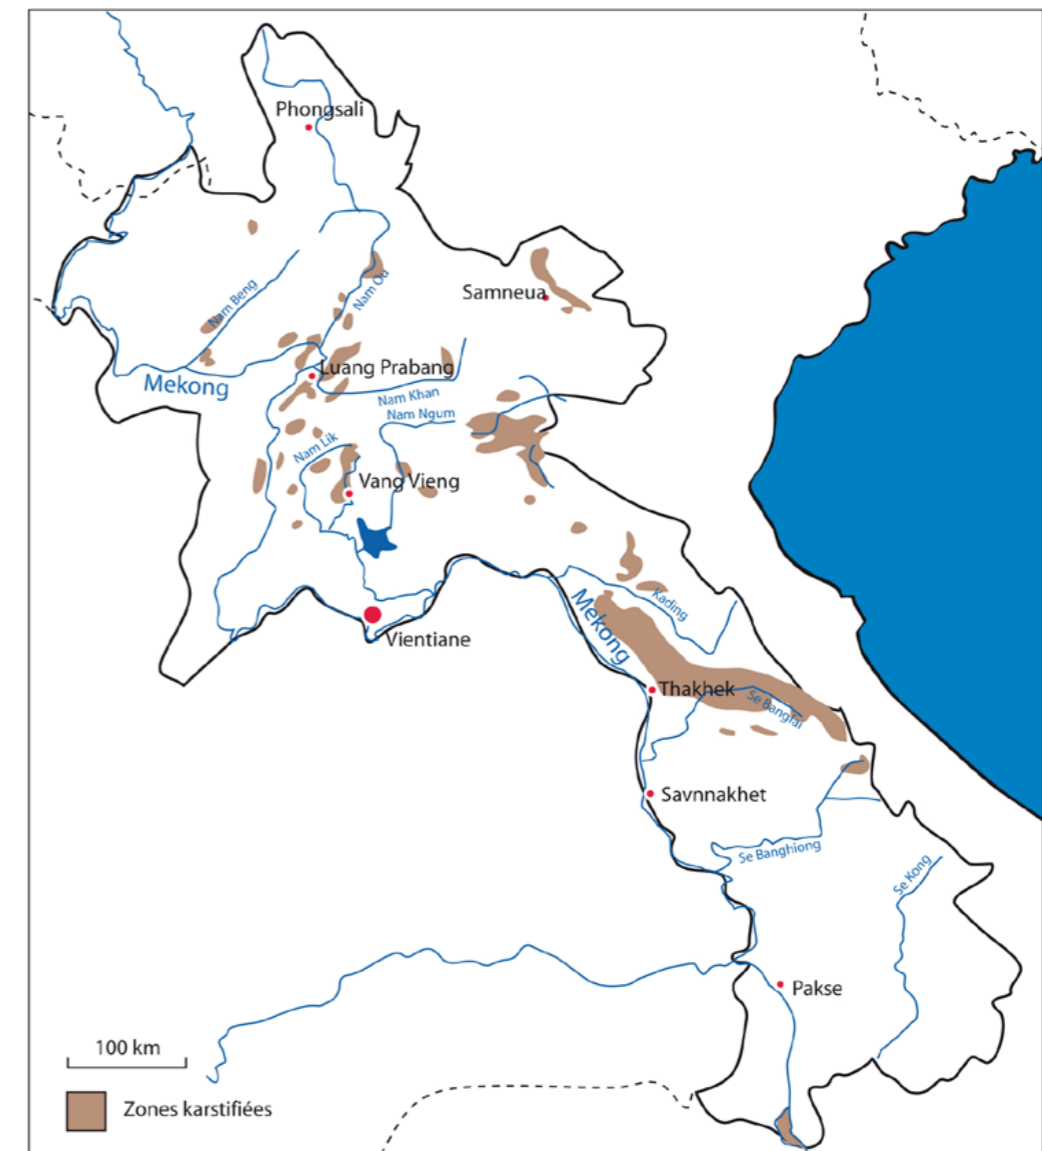 Phongsali
Samneua
Nam Beng
Nam Ou
Luang Prabang
Mekong
Nam Khan
Nam Ngum
Nam Lik
Vang Vieng
Kading
Mekong
Vientiane
Thakhek
Se Bangfai
Savnnakhet
Se Banghiong
Se Kong
Pakse
100 km
Zones karstifiées